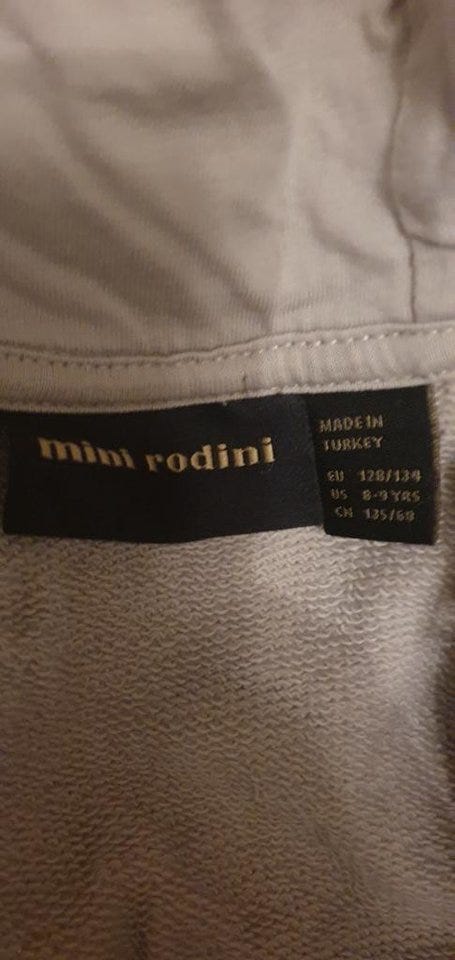 mini rodini
MADE IN
TURKEY
EU 128/134
US 8-9 YRS
CN 135/68